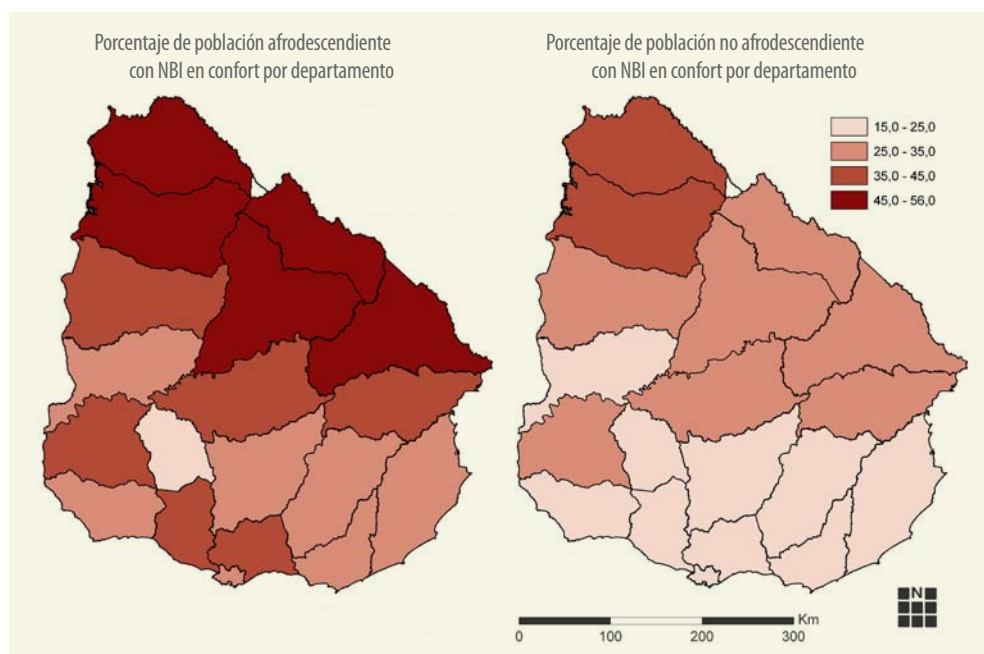 Porcentaje de población afrodescendiente
con NBI en confort por departamento
Porcentaje de población no afrodescendiente
con NBI en confort por departamento
15,0 - 25,0
25,0 - 35,0
35,0 - 45,0
45,0 - 56,0
N
Km
0 100 200 300